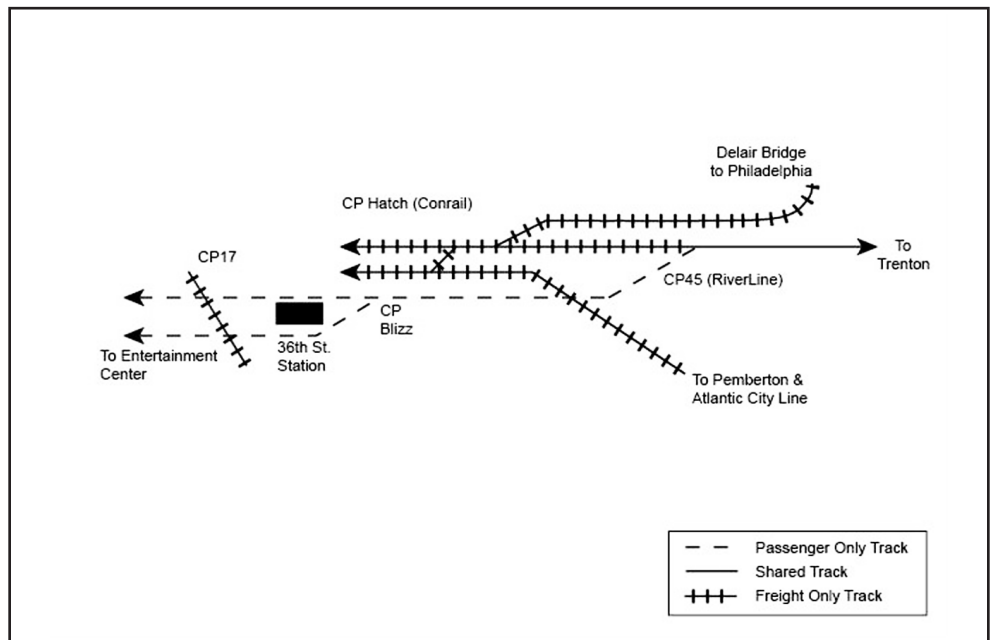 Delair Bridge
to Philadelphia
CP Hatch (Conrail)
CP17
To
Trenton
CP45 (RiverLine)
CP
Blizz
36th St.
Station
To Entertainment
Center
To Pemberton &
Atlantic City Line
Passenger Only Track
Shared Track
Freight Only Track